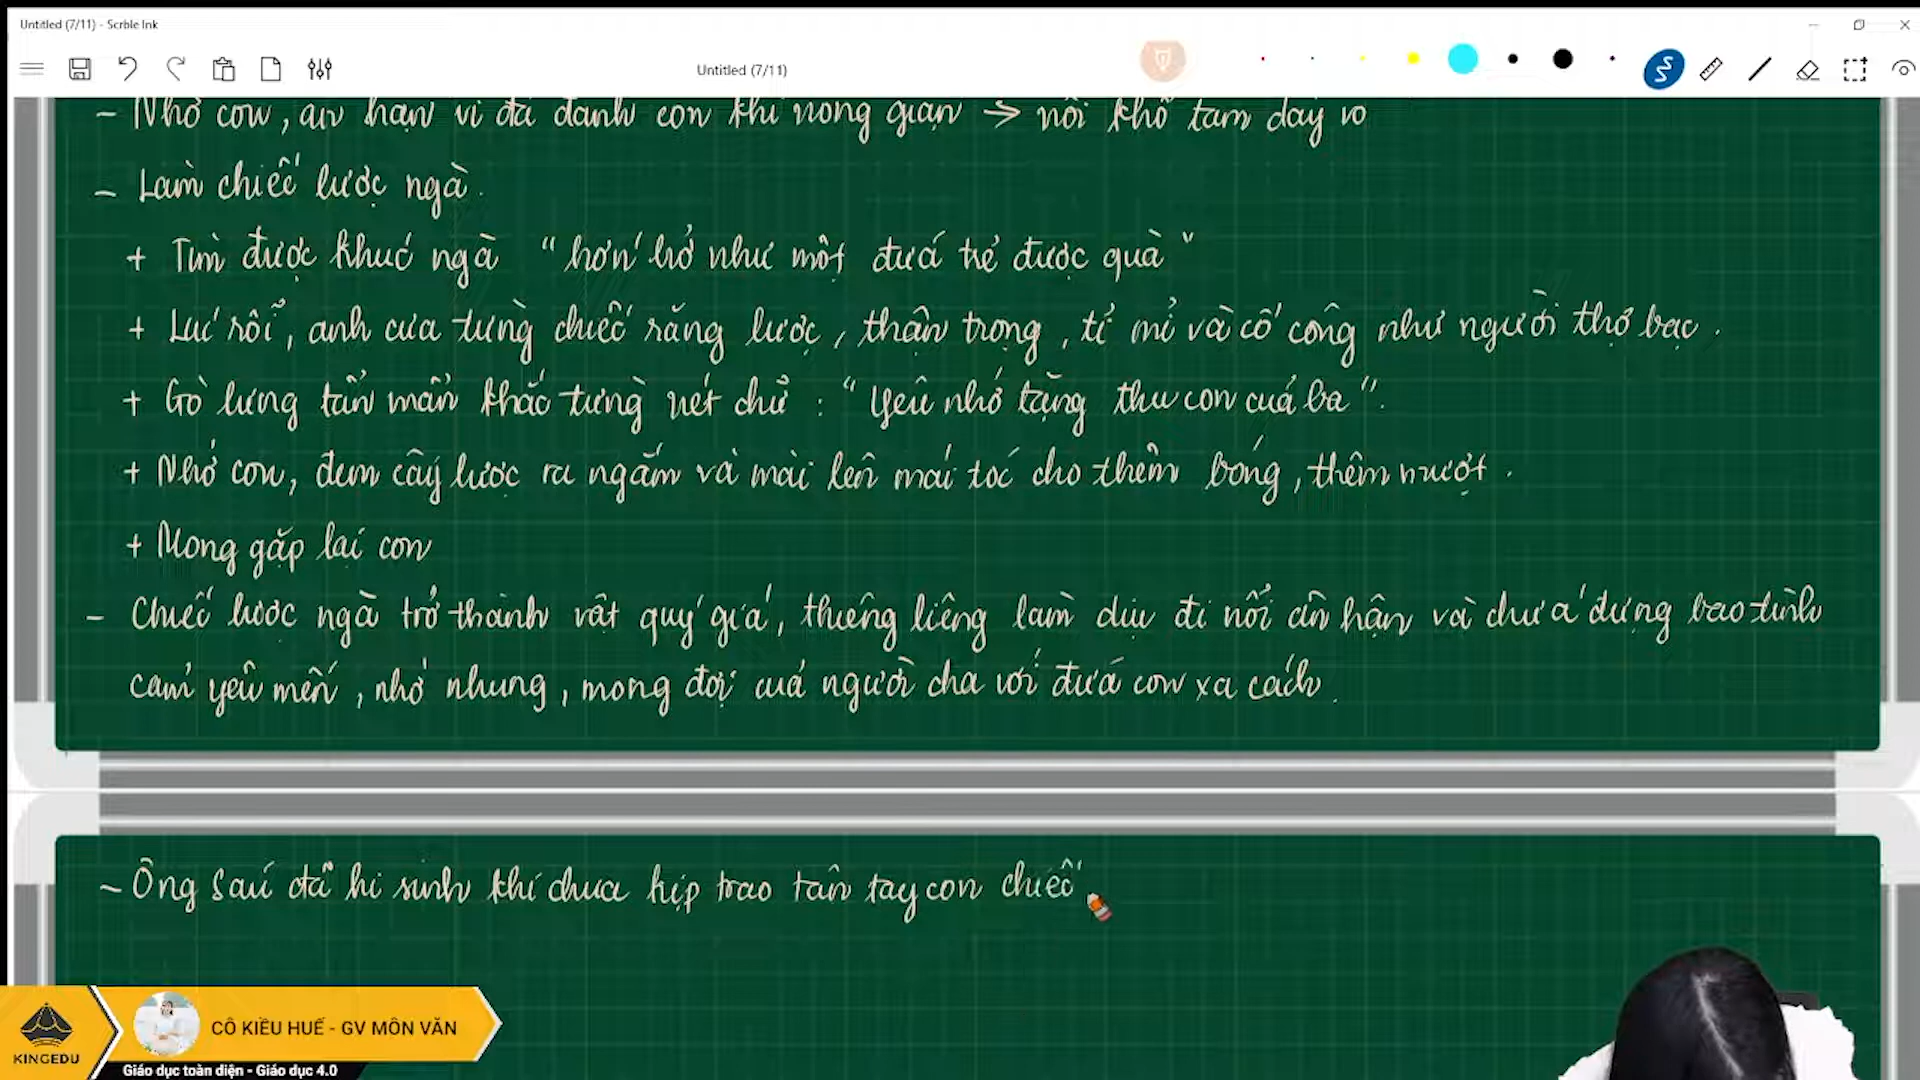 Untitled (7/11) - Scrble Ink
Untitled (7/11)
- Nhớ con, ân hận vì đã đánh con khi nóng giận → nỗi khổ tâm dày vò
- Làm chiếc lược ngà.
+ Tìm được khúc ngà "hớn hở như một đứa trẻ được quà"
+ Lúc rỗi, anh cưa từng chiếc răng lược, thận trọng, tỉ mỉ và cố công như người thợ bạc.
+ Gò lưng tẩn mẩn khắc từng nét chữ : "Yêu nhớ tặng thu con của ba".
+ Nhớ con, đem cây lược ra ngắm và mài lên mái tóc cho thêm bóng, thêm mượt.
+ Mong gặp lại con
- Chiếc lược ngà trở thành vật quý giá, thiêng liêng làm dịu đi nỗi ân hận và chứa đựng bao tình
cảm yêu mến, nhớ nhung, mong đợi của người cha với đứa con xa cách.
- Ông Sáu đã hi sinh khi chưa kịp trao tận tay con chiếc
CÔ KIỀU HUẾ - GV MÔN VĂN
KINGEDU
Giáo dục toàn diện - Giáo dục 4.0